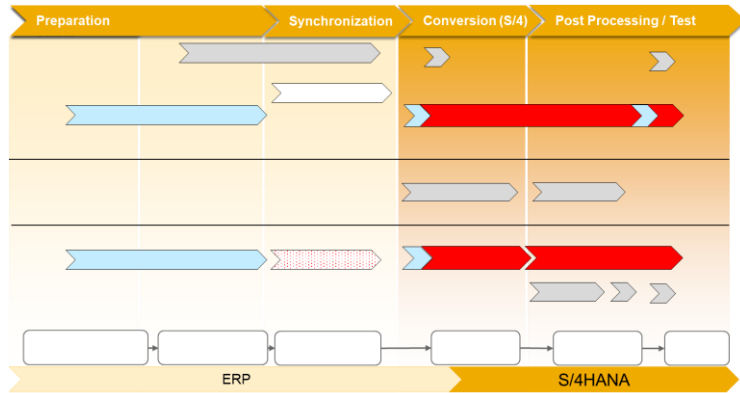 Preparation
Synchronization
Conversion (S/4)
Post Processing / Test
ERP
S/4HANA